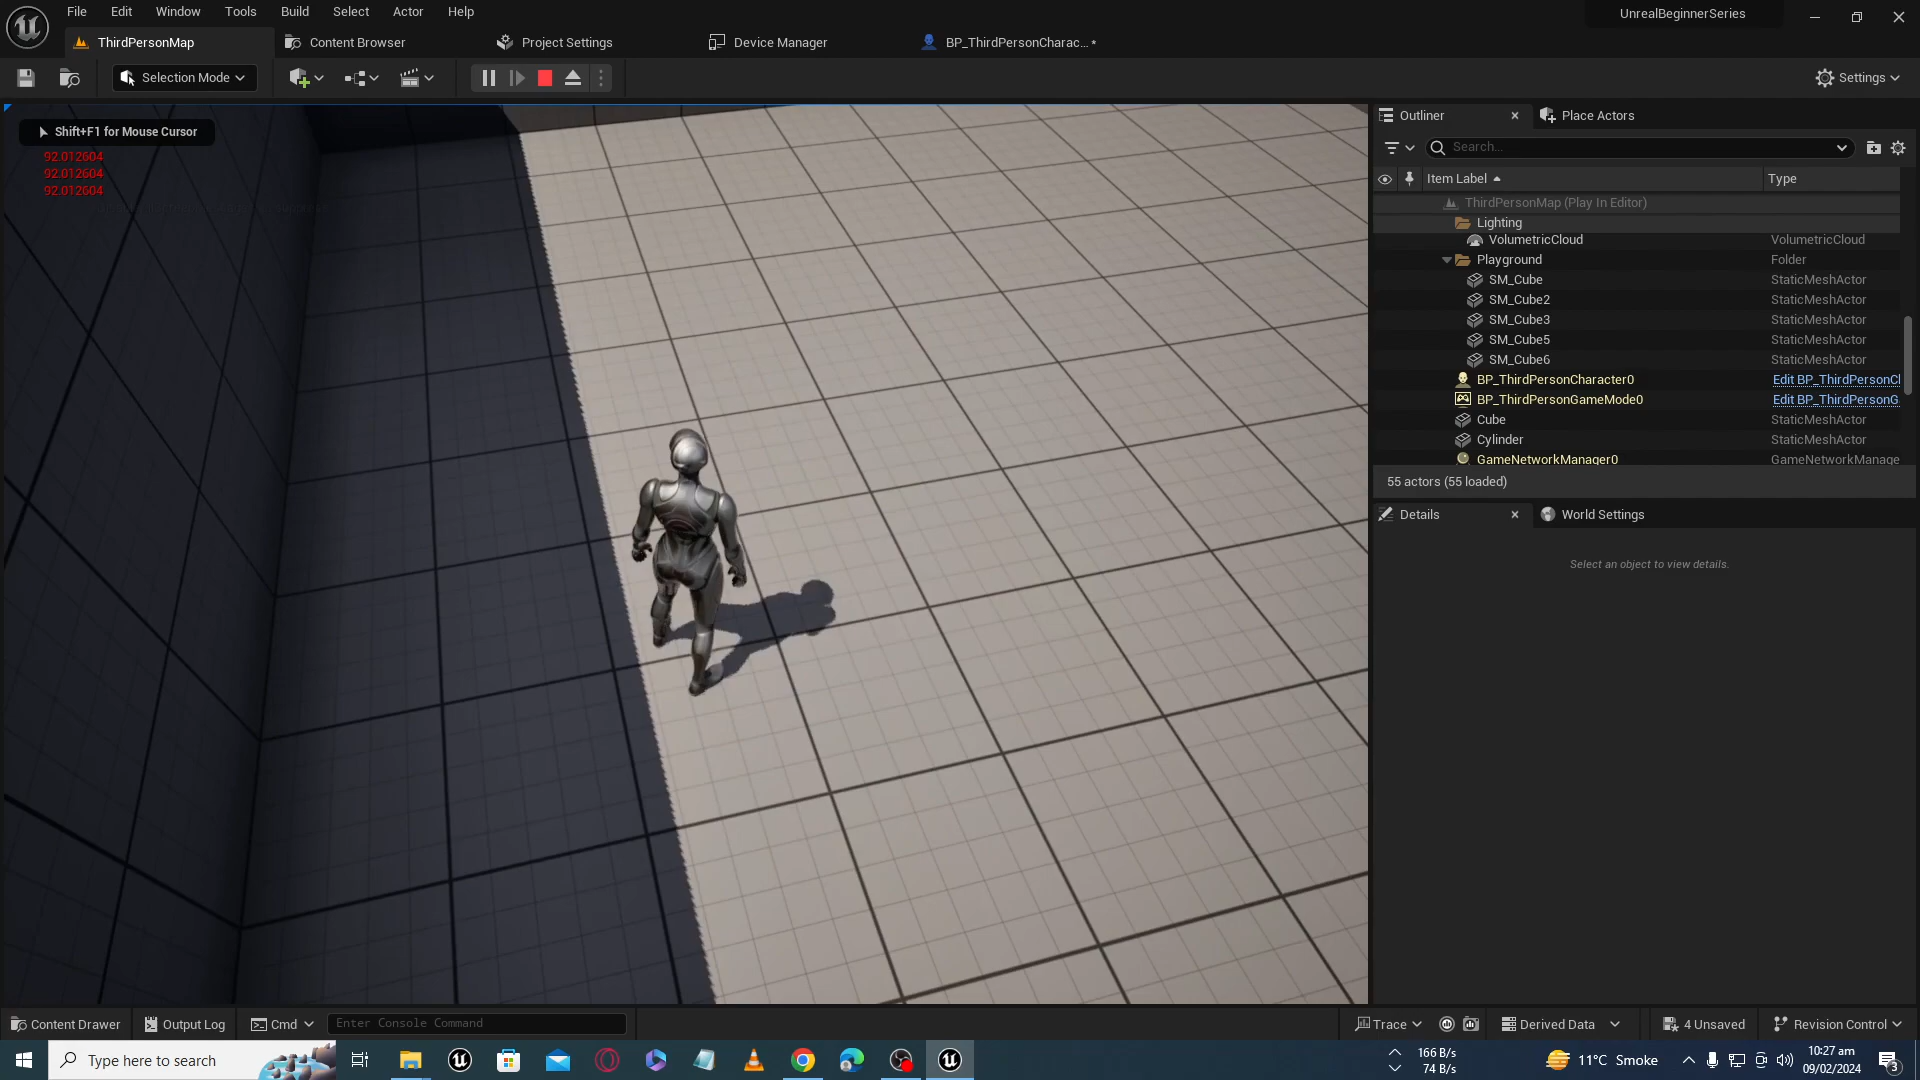 File Edit Window Tools Build Select Actor Help
UnrealBeginnerSeries
ThirdPersonMap
Content Browser
Project Settings
Device Manager
BP_ThirdPersonCharac... •
Selection Mode
Settings
Shift+F1 for Mouse Cursor
92.012604
92.012604
92.012604
Outliner
Place Actors
Search...
Item Label
Type
ThirdPersonMap (Play In Editor)
Lighting
VolumetricCloud VolumetricCloud
Playground Folder
SM_Cube StaticMeshActor
SM_Cube2 StaticMeshActor
SM_Cube3 StaticMeshActor
SM_Cube5 StaticMeshActor
SM_Cube6 StaticMeshActor
BP_ThirdPersonCharacter0 Edit BP_ThirdPersonCl
BP_ThirdPersonGameMode0 Edit BP_ThirdPersonG
Cube StaticMeshActor
Cylinder StaticMeshActor
GameNetworkManager0 GameNetworkManage
55 actors (55 loaded)
Details
World Settings
Select an object to view details.
Content Drawer
Output Log
Cmd
Enter Console Command
Trace
Derived Data
4 Unsaved
Revision Control
Type here to search
166 B/s
74 B/s
11°C Smoke
10:27 am
09/02/2024
3